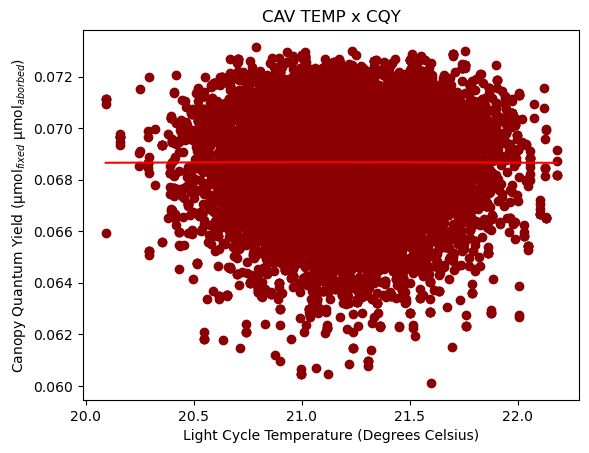 CAV TEMP x CQY
Canopy Quantum Yield (µmol_fixed µmol_aborbed)
0.072
0.070
0.068
0.066
0.064
0.062
0.060
20.0 20.5 21.0 21.5 22.0
Light Cycle Temperature (Degrees Celsius)